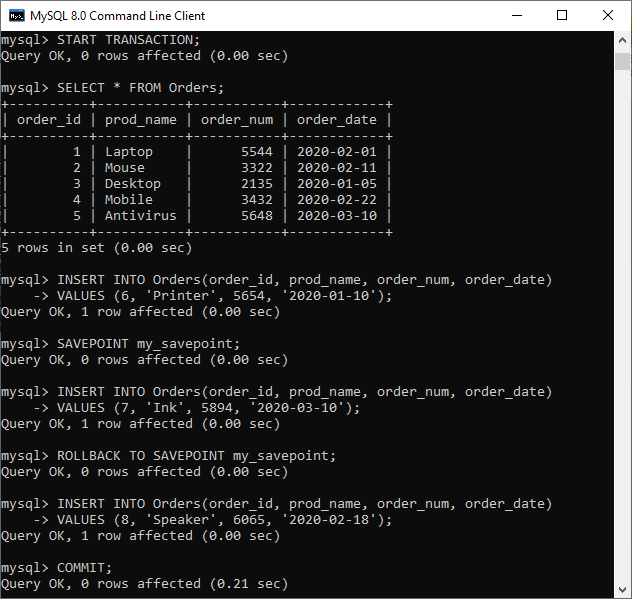 MySQL 8.0 Command Line Client
mysql> START TRANSACTION;
Query OK, 0 rows affected (0.00 sec)
mysql> SELECT * FROM Orders;
+----------+-----------+-----------+------------+
| order_id | prod_name | order_num | order_date |
+----------+-----------+-----------+------------+
|        1 | Laptop    |      5544 | 2020-02-01 |
|        2 | Mouse     |      3322 | 2020-02-11 |
|        3 | Desktop   |      2135 | 2020-01-05 |
|        4 | Mobile    |      3432 | 2020-02-22 |
|        5 | Antivirus |      5648 | 2020-03-10 |
+----------+-----------+-----------+------------+
5 rows in set (0.00 sec)
mysql> INSERT INTO Orders(order_id, prod_name, order_num, order_date)
    -> VALUES (6, 'Printer', 5654, '2020-01-10');
Query OK, 1 row affected (0.00 sec)
mysql> SAVEPOINT my_savepoint;
Query OK, 0 rows affected (0.00 sec)
mysql> INSERT INTO Orders(order_id, prod_name, order_num, order_date)
    -> VALUES (7, 'Ink', 5894, '2020-03-10');
Query OK, 1 row affected (0.00 sec)
mysql> ROLLBACK TO SAVEPOINT my_savepoint;
Query OK, 0 rows affected (0.00 sec)
mysql> INSERT INTO Orders(order_id, prod_name, order_num, order_date)
    -> VALUES (8, 'Speaker', 6065, '2020-02-18');
Query OK, 1 row affected (0.00 sec)
mysql> COMMIT;
Query OK, 0 rows affected (0.21 sec)